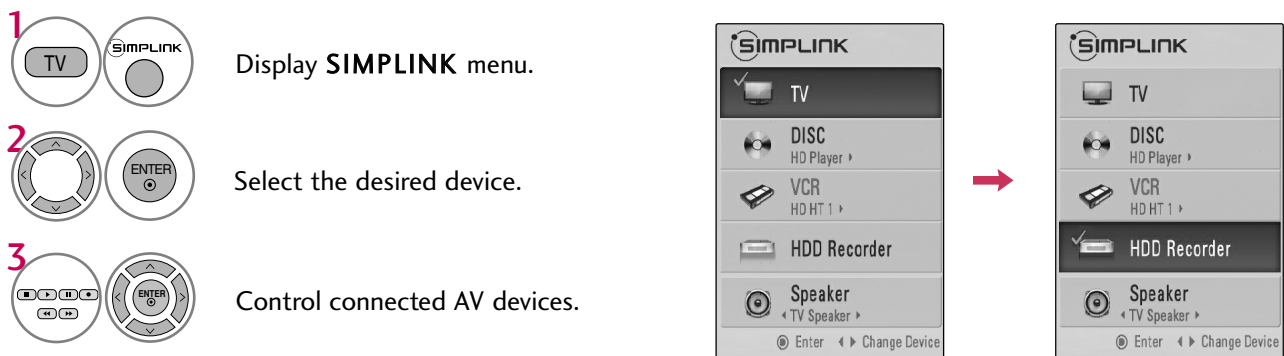 1
TV
SIMPLINK
Display SIMPLINK menu.
2
ENTER
Select the desired device.
3
ENTER
Control connected AV devices.
SIMPLINK
TV
DISC
HD Player
VCR
HD HT 1
HDD Recorder
Speaker
TV Speaker
Enter Change Device
SIMPLINK
TV
DISC
HD Player
VCR
HD HT 1
HDD Recorder
Speaker
TV Speaker
Enter Change Device